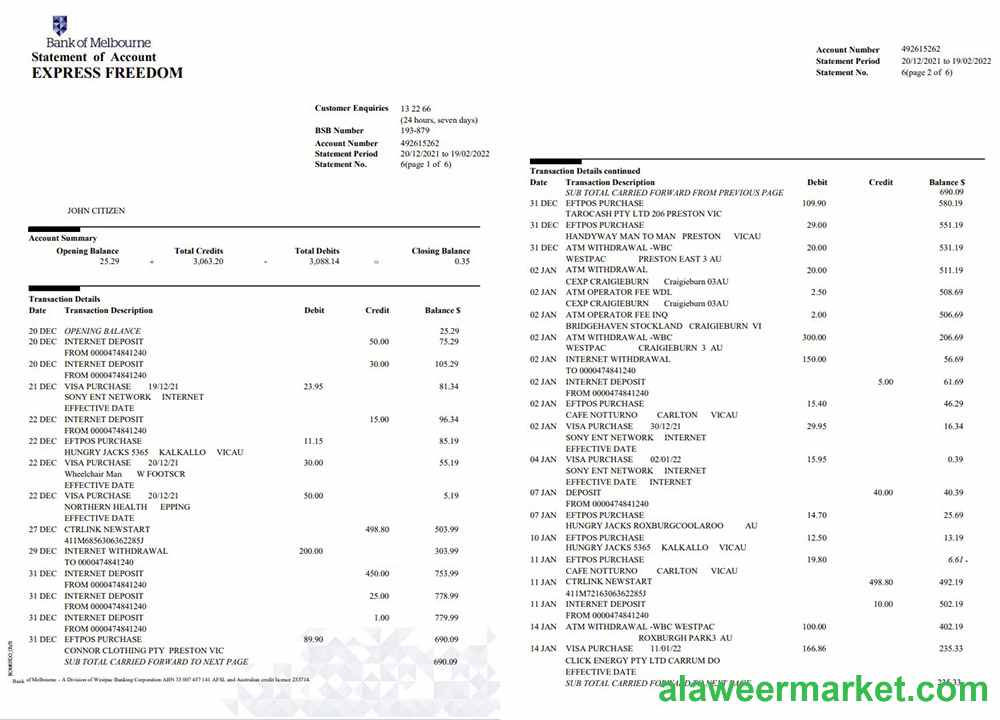 Bank of Melbourne
Statement of Account
EXPRESS FREEDOM
Customer Enquiries 13 22 66
(24 hours, seven days)
BSB Number 193-879
Account Number 492615262
Statement Period 20/12/2021 to 19/02/2022
Statement No. 6(page 1 of 6)
JOHN CITIZEN
Account Summary
Opening Balance Total Credits Total Debits Closing Balance
25.29 + 3,063.20 - 3,088.14 = 0.35
Transaction Details
Date Transaction Description Debit Credit Balance $
20 DEC OPENING BALANCE 25.29
20 DEC INTERNET DEPOSIT 50.00 75.29
FROM 0000474841240
20 DEC INTERNET DEPOSIT 30.00 105.29
FROM 0000474841240
21 DEC VISA PURCHASE 19/12/21 23.95 81.34
SONY ENT NETWORK INTERNET
EFFECTIVE DATE
22 DEC INTERNET DEPOSIT 15.00 96.34
FROM 0000474841240
22 DEC EFTPOS PURCHASE 11.15 85.19
HUNGRY JACKS 5365 KALKALLO VICAU
22 DEC VISA PURCHASE 20/12/21 30.00 55.19
Wheelchair Man W FOOTSCR
EFFECTIVE DATE
22 DEC VISA PURCHASE 20/12/21 50.00 5.19
NORTHERN HEALTH EPPING
EFFECTIVE DATE
27 DEC CTRLINK NEWSTART 498.80 503.99
411M6856306362285J
29 DEC INTERNET WITHDRAWAL 200.00 303.99
TO 0000474841240
31 DEC INTERNET DEPOSIT 450.00 753.99
FROM 0000474841240
31 DEC INTERNET DEPOSIT 25.00 778.99
FROM 0000474841240
31 DEC INTERNET DEPOSIT 1.00 779.99
FROM 0000474841240
31 DEC EFTPOS PURCHASE 89.90 690.09
CONNOR CLOTHING PTY PRESTON VIC
SUB TOTAL CARRIED FORWARD TO NEXT PAGE 690.09
Bank of Melbourne - A Division of Westpac Banking Corporation ABN 33 007 457 141 AFSL and Australian credit licence 233714.
Account Number 492615262
Statement Period 20/12/2021 to 19/02/2022
Statement No. 6(page 2 of 6)
Transaction Details continued
Date Transaction Description Debit Credit Balance $
SUB TOTAL CARRIED FORWARD FROM PREVIOUS PAGE 690.09
31 DEC EFTPOS PURCHASE 109.90 580.19
TAROCASH PTY LTD 206 PRESTON VIC
31 DEC EFTPOS PURCHASE 29.00 551.19
HANDYWAY MAN TO MAN PRESTON VICAU
31 DEC ATM WITHDRAWAL -WBC 20.00 531.19
WESTPAC PRESTON EAST 3 AU
02 JAN ATM WITHDRAWAL 20.00 511.19
CEXP CRAIGIEBURN Craigieburn 03AU
02 JAN ATM OPERATOR FEE WDL 2.50 508.69
CEXP CRAIGIEBURN Craigieburn 03AU
02 JAN ATM OPERATOR FEE INQ 2.00 506.69
BRIDGEHAVEN STOCKLAND CRAIGIEBURN VI
02 JAN ATM WITHDRAWAL -WBC 300.00 206.69
WESTPAC CRAIGIEBURN 3 AU
02 JAN INTERNET WITHDRAWAL 150.00 56.69
TO 0000474841240
02 JAN INTERNET DEPOSIT 5.00 61.69
FROM 0000474841240
02 JAN EFTPOS PURCHASE 15.40 46.29
CAFE NOTTURNO CARLTON VICAU
02 JAN VISA PURCHASE 30/12/21 29.95 16.34
SONY ENT NETWORK INTERNET
EFFECTIVE DATE
04 JAN VISA PURCHASE 02/01/22 15.95 0.39
SONY ENT NETWORK INTERNET
EFFECTIVE DATE INTERNET
07 JAN DEPOSIT 40.00 40.39
FROM 0000474841240
07 JAN EFTPOS PURCHASE 14.70 25.69
HUNGRY JACKS ROXBURGCOOLAROO AU
10 JAN EFTPOS PURCHASE 12.50 13.19
HUNGRY JACKS 5365 KALKALLO VICAU
11 JAN EFTPOS PURCHASE 19.80 6.61
CAFE NOTTURNO CARLTON VICAU
11 JAN CTRLINK NEWSTART 498.80 492.19
411M7216306362285J
11 JAN INTERNET DEPOSIT 10.00 502.19
FROM 0000474841240
14 JAN ATM WITHDRAWAL -WBC WESTPAC 100.00 402.19
ROXBURGH PARK3 AU
14 JAN VISA PURCHASE 11/01/22 166.86 235.33
CLICK ENERGY PTY LTD CARRUM DO
EFFECTIVE DATE
SUB TOTAL CARRIED FORWARD TO NEXT PAGE 235.33
alaweermarket.com